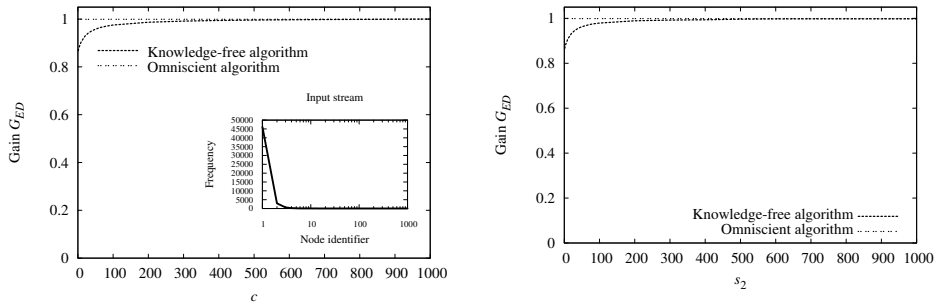 1
0.8
0.6
0.4
0.2
0
Gain G_ED
Knowledge-free algorithm
Omniscient algorithm
Input stream
50000
45000
40000
35000
30000
25000
20000
15000
10000
5000
0
Frequency
1 10 100 1000
Node identifier
0 100 200 300 400 500 600 700 800 900 1000
c
1
0.8
0.6
0.4
0.2
0
Gain G_ED
Knowledge-free algorithm
Omniscient algorithm
0 100 200 300 400 500 600 700 800 900 1000
s_2